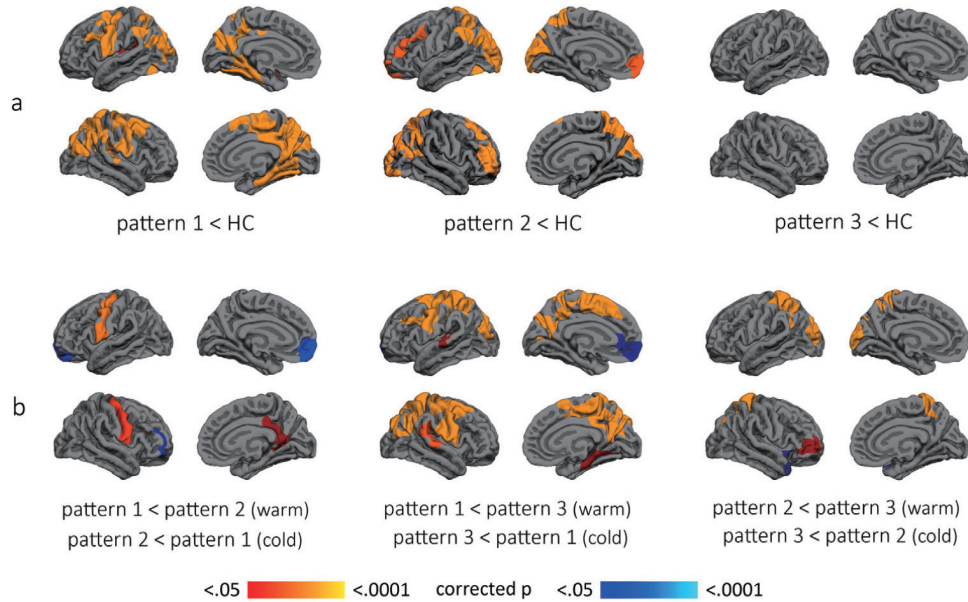 a
pattern 1 < HC
pattern 2 < HC
pattern 3 < HC
b
pattern 1 < pattern 2 (warm)
pattern 2 < pattern 1 (cold)
pattern 1 < pattern 3 (warm)
pattern 3 < pattern 1 (cold)
pattern 2 < pattern 3 (warm)
pattern 3 < pattern 2 (cold)
<.05 <.0001 corrected p <.05 <.0001